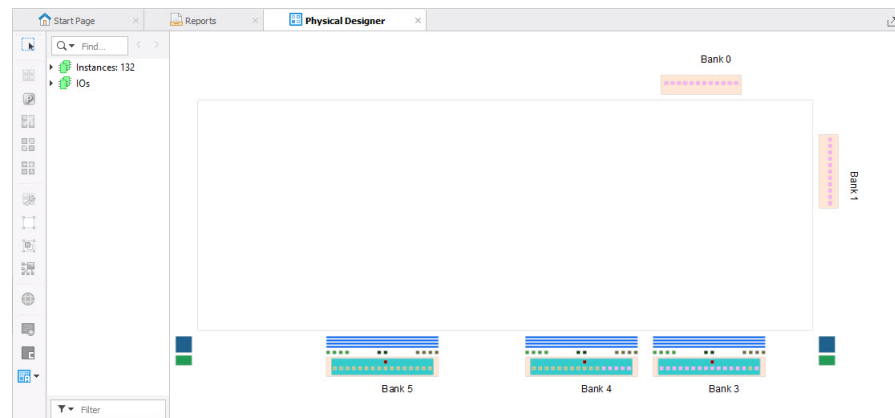 Start Page
Reports
Physical Designer
Find...
Instances: 132
IOs
Bank 0
Bank 1
Bank 5
Bank 4
Bank 3
Filter